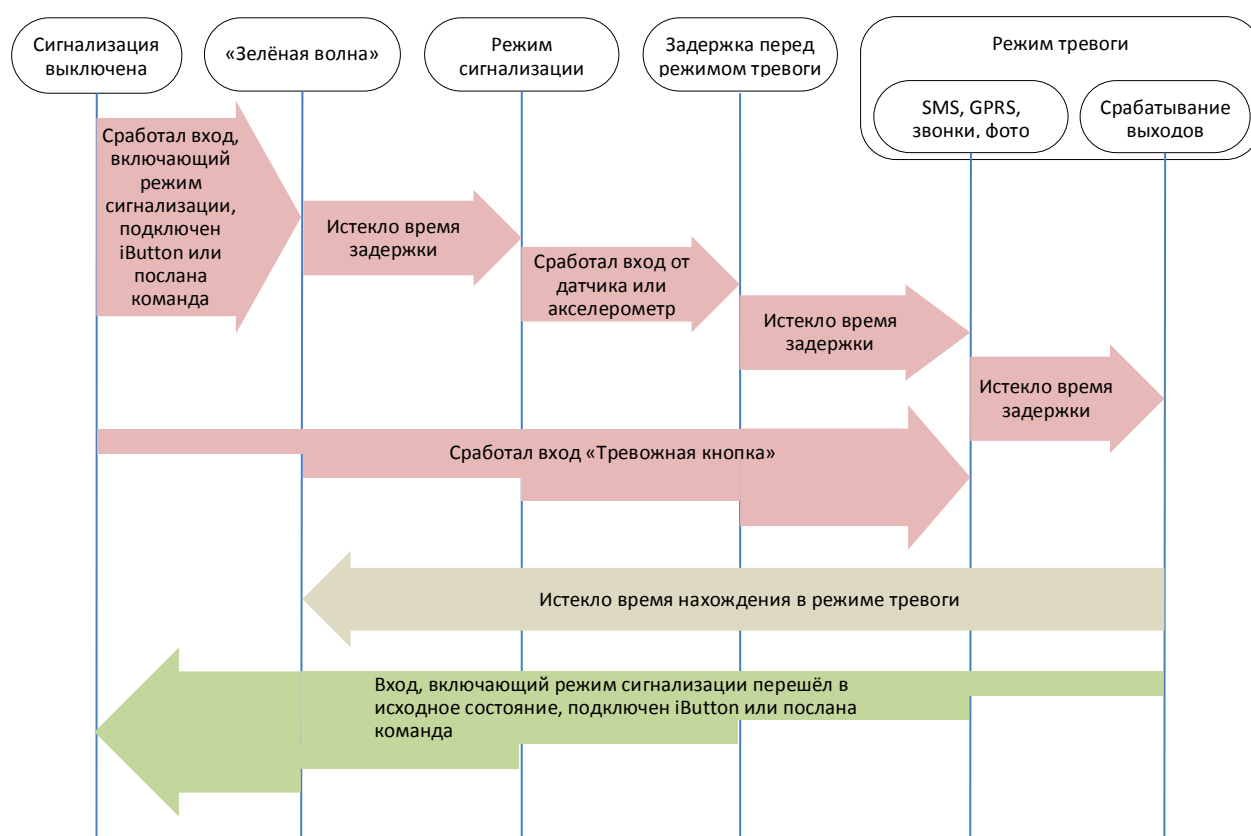 Сигнализация
выключена
«Зелёная волна»
Режим
сигнализации
Задержка перед
режимом тревоги
Режим тревоги
SMS, GPRS,
звонки, фото
Срабатывание
выходов
Сработал вход,
включающий
режим
сигнализации,
подключен
iButton или
послана
команда
Истекло время
задержки
Сработал вход от
датчика или
акселерометр
Истекло время
задержки
Истекло время
задержки
Сработал вход «Тревожная кнопка»
Истекло время нахождения в режиме тревоги
Вход, включающий режим сигнализации перешёл в
исходное состояние, подключен iButton или послана
команда